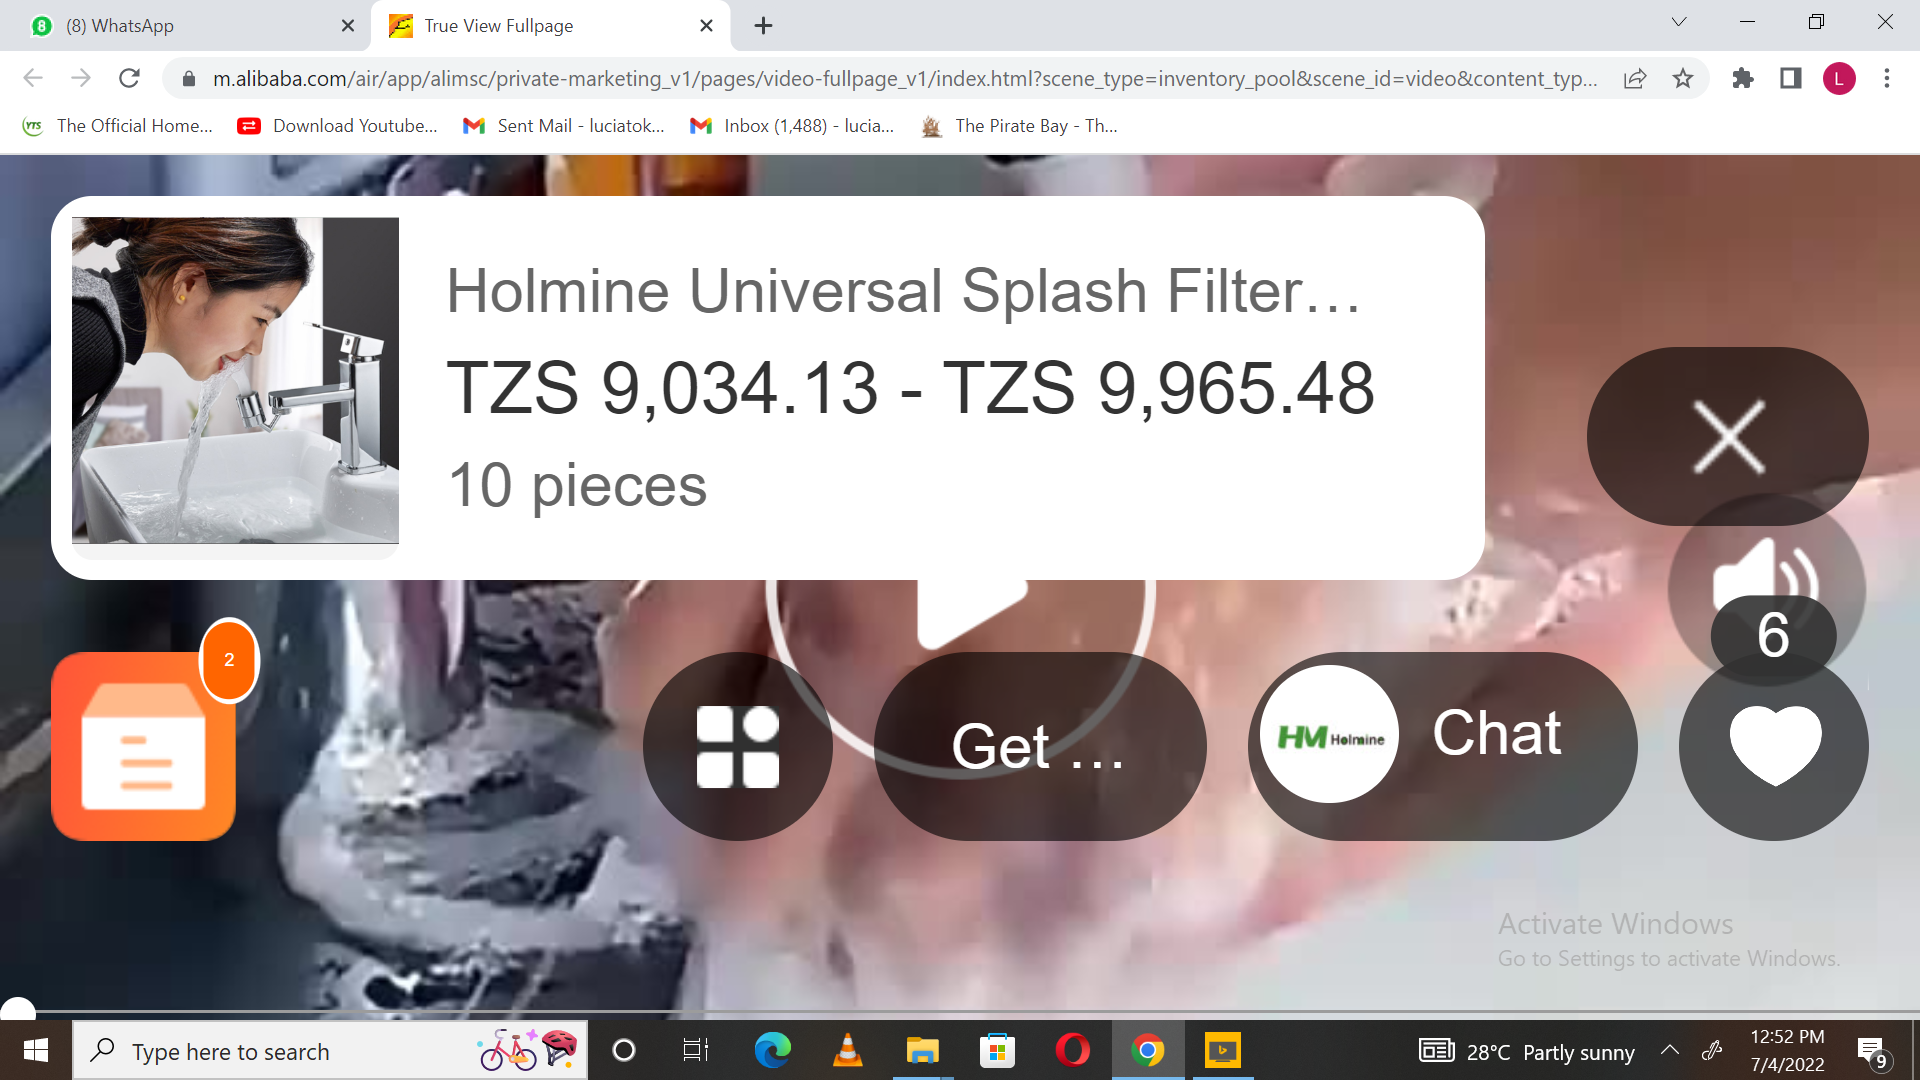 (8) WhatsApp
True View Fullpage
m.alibaba.com/air/app/alimsc/private-marketing_v1/pages/video-fullpage_v1/index.html?scene_type=inventory_pool&scene_id=video&content_typ...
L
YTS The Official Home...
Download Youtube...
Sent Mail - luciatok...
Inbox (1,488) - lucia...
The Pirate Bay - Th...
Holmine Universal Splash Filter...
TZS 9,034.13 - TZS 9,965.48
10 pieces
2
Get ...
HM Holmine
Chat
6
Activate Windows
Go to Settings to activate Windows.
Type here to search
28°C Partly sunny
12:52 PM
7/4/2022
9